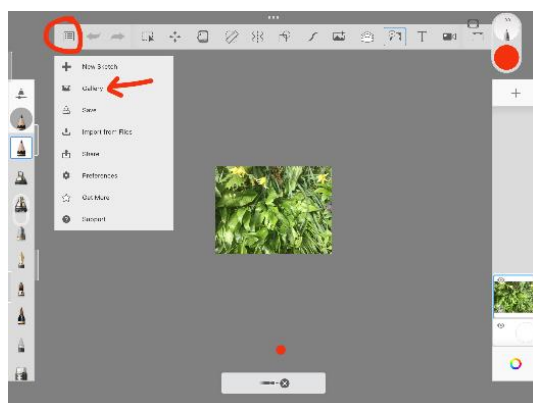 New Sketch
Gallery
Save
Import from Files
Share
Preferences
Get More
Support